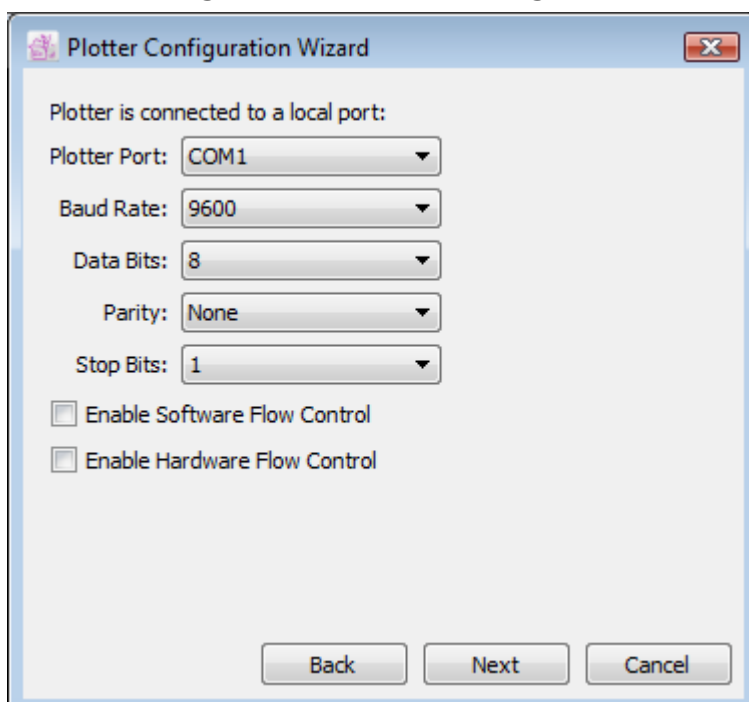 Plotter Configuration Wizard
Plotter is connected to a local port:
Plotter Port: COM1
Baud Rate: 9600
Data Bits: 8
Parity: None
Stop Bits: 1
Enable Software Flow Control
Enable Hardware Flow Control
Back Next Cancel